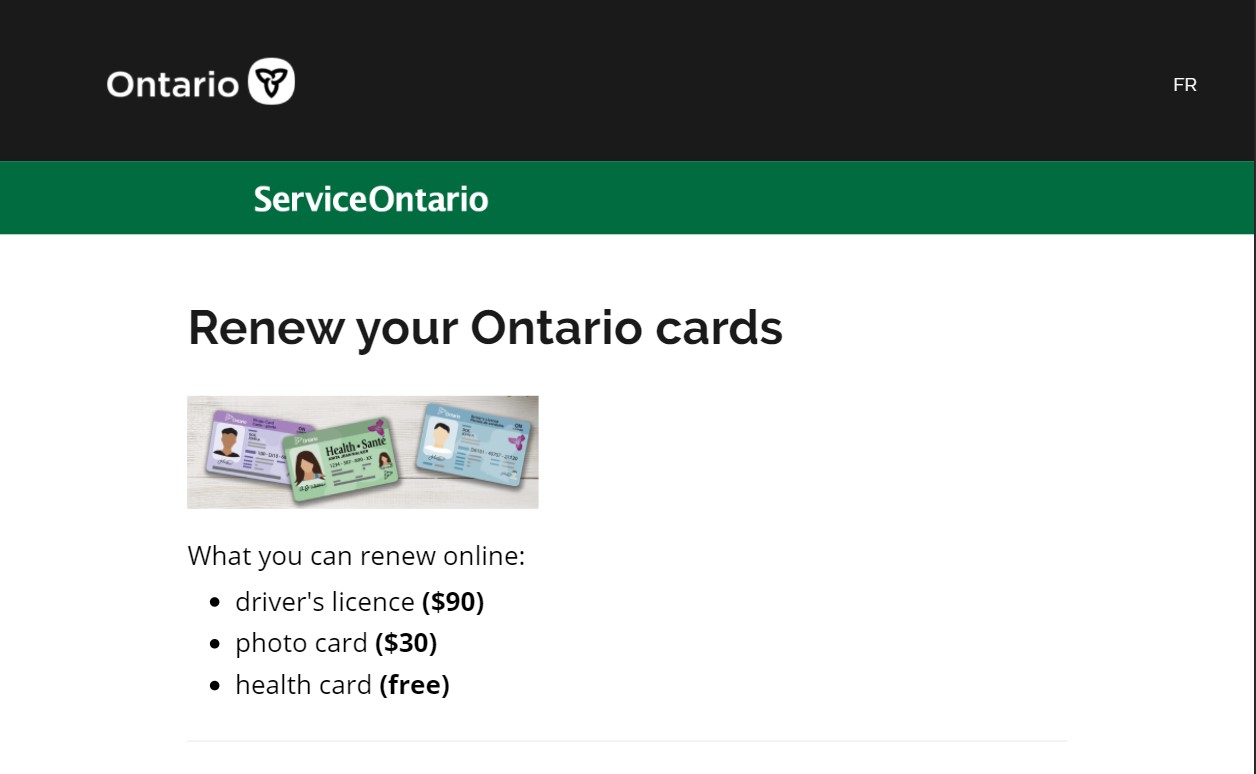 Ontario
FR
ServiceOntario
Renew your Ontario cards
Health • Santé
What you can renew online:
driver's licence ($90)
photo card ($30)
health card (free)